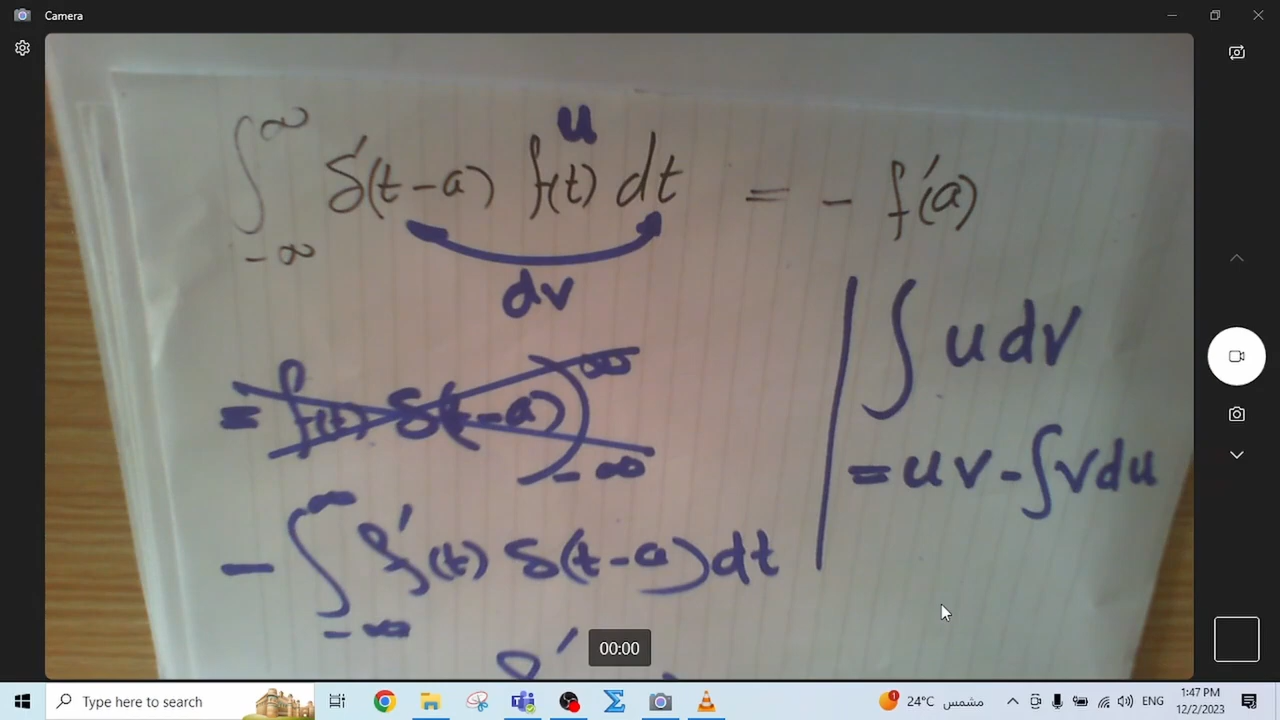 Camera
u
∫_{-∞}^{∞} δ'(t-a) f(t) dt = - f'(a)
dv
∫ u dv
= f(t) δ(t-a) ∞ -∞
= uv - ∫ v du
- ∫_{-∞}^{∞} f'(t) δ(t-a) dt
00:00
Type here to search
1
24°C مشمس
ENG
1:47 PM
12/2/2023